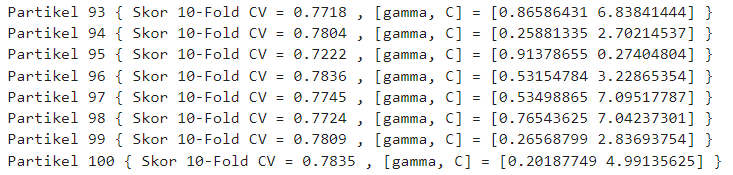 Partikel 93 { Skor 10-Fold CV = 0.7718 , [gamma, C] = [0.86586431 6.83841444] }
Partikel 94 { Skor 10-Fold CV = 0.7804 , [gamma, C] = [0.25881335 2.70214537] }
Partikel 95 { Skor 10-Fold CV = 0.7222 , [gamma, C] = [0.91378655 0.27404804] }
Partikel 96 { Skor 10-Fold CV = 0.7836 , [gamma, C] = [0.53154784 3.22865354] }
Partikel 97 { Skor 10-Fold CV = 0.7745 , [gamma, C] = [0.53498865 7.09517787] }
Partikel 98 { Skor 10-Fold CV = 0.7724 , [gamma, C] = [0.76543625 7.04237301] }
Partikel 99 { Skor 10-Fold CV = 0.7809 , [gamma, C] = [0.26568799 2.83693754] }
Partikel 100 { Skor 10-Fold CV = 0.7835 , [gamma, C] = [0.20187749 4.99135625] }